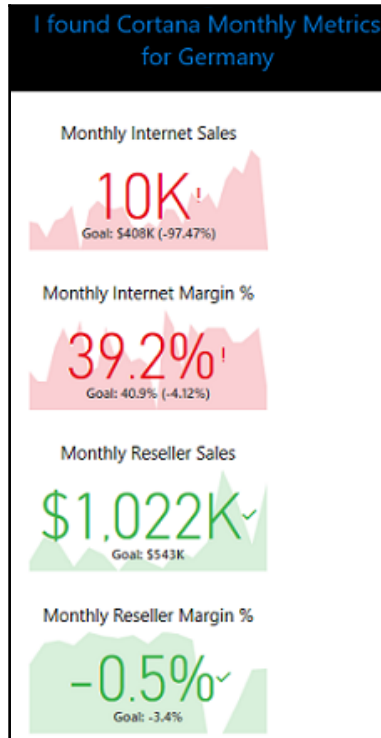 I found Cortana Monthly Metrics
for Germany
Monthly Internet Sales
10K!
Goal: $408K (-97.47%)
Monthly Internet Margin %
39.2%!
Goal: 40.9% (-4.12%)
Monthly Reseller Sales
$1,022K✓
Goal: $543K
Monthly Reseller Margin %
-0.5%✓
Goal: -3.4%